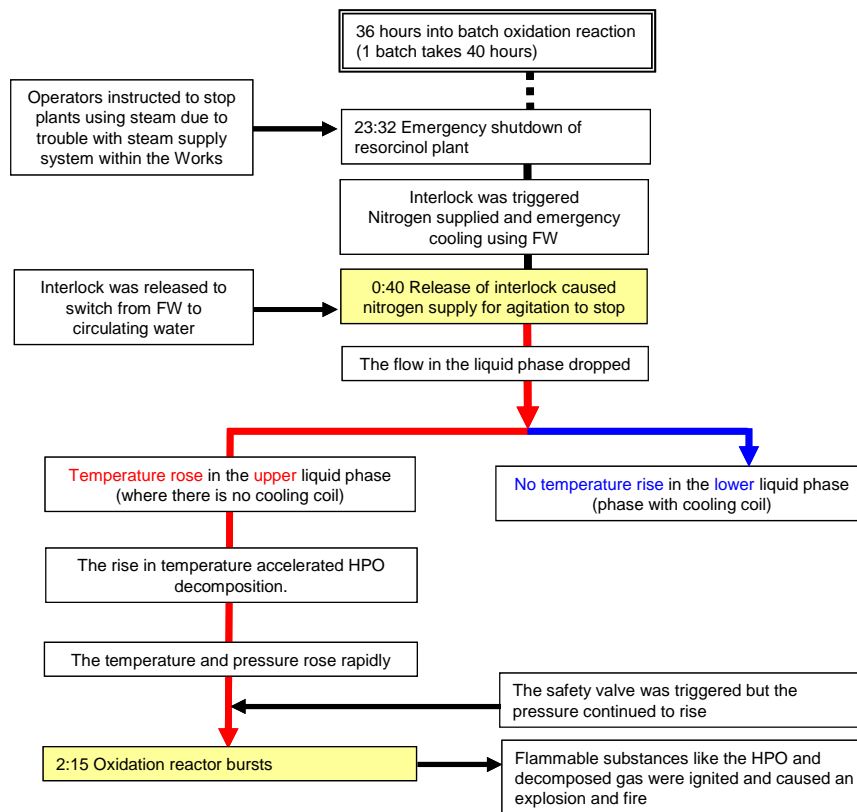 36 hours into batch oxidation reaction
(1 batch takes 40 hours)
Operators instructed to stop
plants using steam due to
trouble with steam supply
system within the Works
23:32 Emergency shutdown of
resorcinol plant
Interlock was triggered
Nitrogen supplied and emergency
cooling using FW
Interlock was released to
switch from FW to
circulating water
0:40 Release of interlock caused
nitrogen supply for agitation to stop
The flow in the liquid phase dropped
Temperature rose in the upper liquid phase
(where there is no cooling coil)
No temperature rise in the lower liquid phase
(phase with cooling coil)
The rise in temperature accelerated HPO
decomposition.
The temperature and pressure rose rapidly
The safety valve was triggered but the
pressure continued to rise
2:15 Oxidation reactor bursts
Flammable substances like the HPO and
decomposed gas were ignited and caused an
explosion and fire